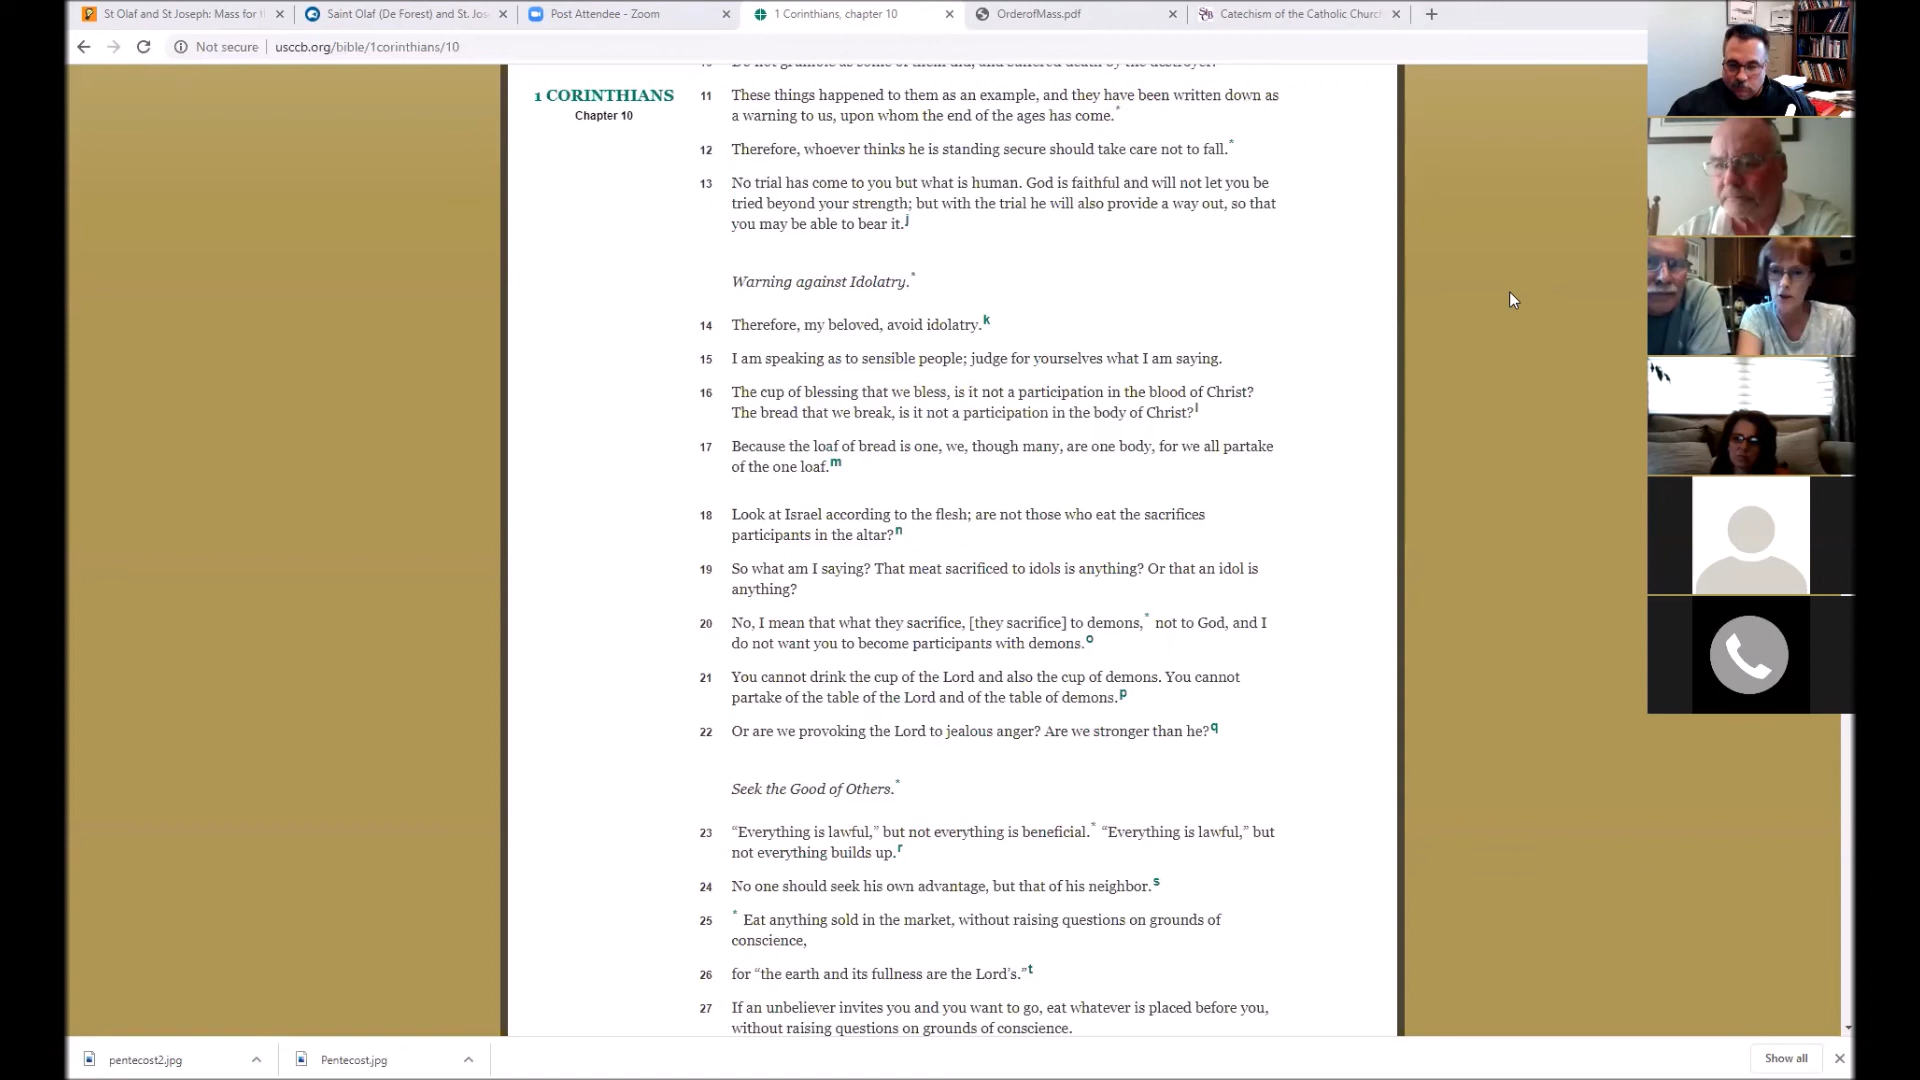 St Olaf and St Joseph: Mass for t
Saint Olaf (De Forest) and St. Jos
Post Attendee - Zoom
1 Corinthians, chapter 10
OrderofMass.pdf
Catechism of the Catholic Church
Not secure
usccb.org/bible/1corinthians/10
10 Do not grumble as some of them did, and suffered death by the destroyer.
1 CORINTHIANS
Chapter 10
11 These things happened to them as an example, and they have been written down as
a warning to us, upon whom the end of the ages has come.*
12 Therefore, whoever thinks he is standing secure should take care not to fall.*
13 No trial has come to you but what is human. God is faithful and will not let you be
tried beyond your strength; but with the trial he will also provide a way out, so that
you may be able to bear it.j
Warning against Idolatry.*
14 Therefore, my beloved, avoid idolatry.k
15 I am speaking as to sensible people; judge for yourselves what I am saying.
16 The cup of blessing that we bless, is it not a participation in the blood of Christ?
The bread that we break, is it not a participation in the body of Christ?l
17 Because the loaf of bread is one, we, though many, are one body, for we all partake
of the one loaf.m
18 Look at Israel according to the flesh; are not those who eat the sacrifices
participants in the altar?n
19 So what am I saying? That meat sacrificed to idols is anything? Or that an idol is
anything?
20 No, I mean that what they sacrifice, [they sacrifice] to demons,* not to God, and I
do not want you to become participants with demons.o
21 You cannot drink the cup of the Lord and also the cup of demons. You cannot
partake of the table of the Lord and of the table of demons.p
22 Or are we provoking the Lord to jealous anger? Are we stronger than he?q
Seek the Good of Others.*
23 “Everything is lawful,” but not everything is beneficial.* “Everything is lawful,” but
not everything builds up.r
24 No one should seek his own advantage, but that of his neighbor.s
25 * Eat anything sold in the market, without raising questions on grounds of
conscience,
26 for “the earth and its fullness are the Lord’s.”t
27 If an unbeliever invites you and you want to go, eat whatever is placed before you,
without raising questions on grounds of conscience.
pentecost2.jpg
Pentecost.jpg
Show all